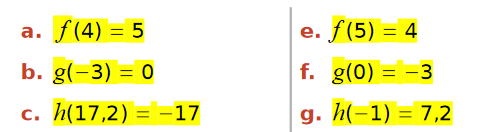 a. f(4) = 5
b. g(−3) = 0
c. h(17,2) = −17
e. f(5) = 4
f. g(0) = −3
g. h(−1) = 7,2